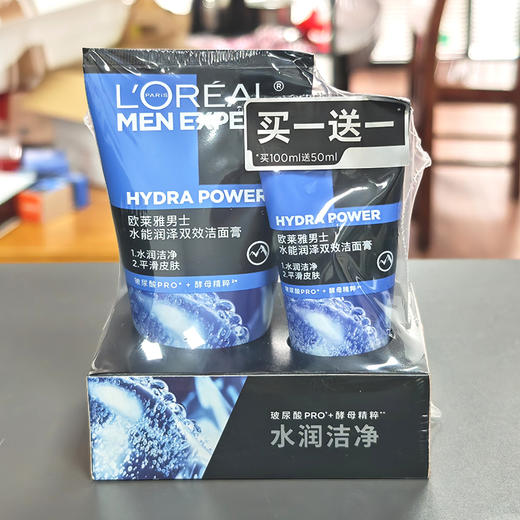 L'ORÉAL®
PARIS
MEN EXPE
HYDRA POWER
欧莱雅男士
水能润泽双效洁面膏
1.水润洁净
2.平滑皮肤
玻尿酸PRO⁺ + 酵母精粹
买一送一
*买100ml送50ml
HYDRA POWER
欧莱雅男士
水能润泽双效洁面膏
1.水润洁净
2.平滑皮肤
玻尿酸PRO⁺ + 酵母精粹
玻尿酸PRO⁺+酵母精粹
水润洁净